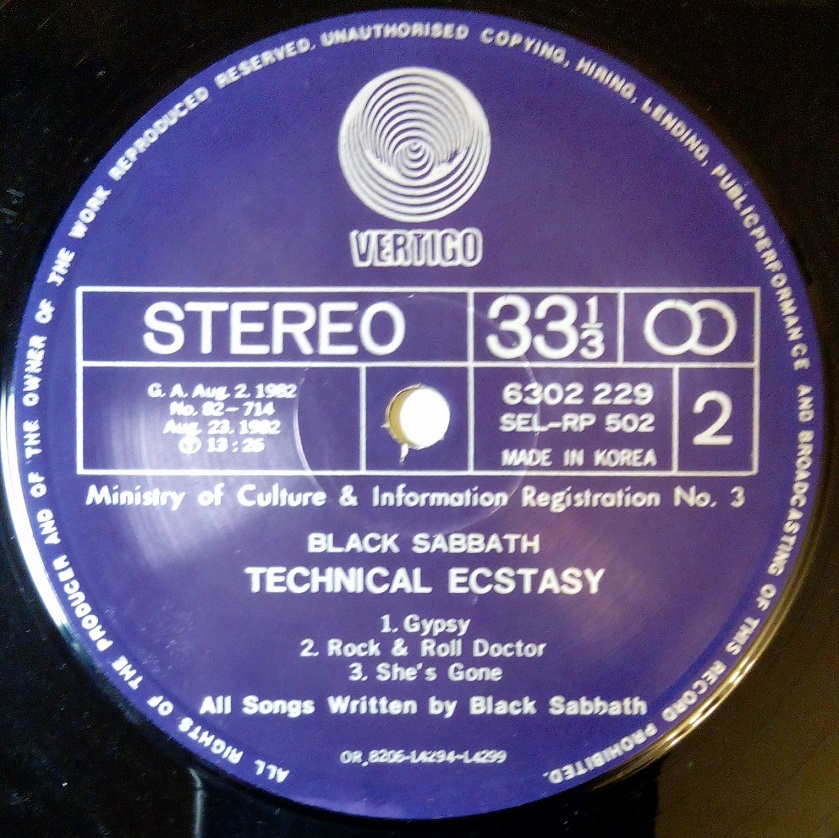 ALL RIGHTS OF THE PRODUCER AND OF THE OWNER OF THE WORK REPRODUCED RESERVED. UNAUTHORISED COPYING, HIRING, LENDING, PUBLIC PERFORMANCE AND BROADCASTING OF THIS RECORD PROHIBITED.
VERTIGO
STEREO
33 1/3
G. A. Aug. 2. 1982
No. 82-714
Aug. 23. 1982
Ⓟ 13 : 26
6302 229
SEL-RP 502
MADE IN KOREA
2
Ministry of Culture & Information Registration No. 3
BLACK SABBATH
TECHNICAL ECSTASY
1. Gypsy
2. Rock & Roll Doctor
3. She's Gone
All Songs Written by Black Sabbath
OR.8206-L4294~L4299